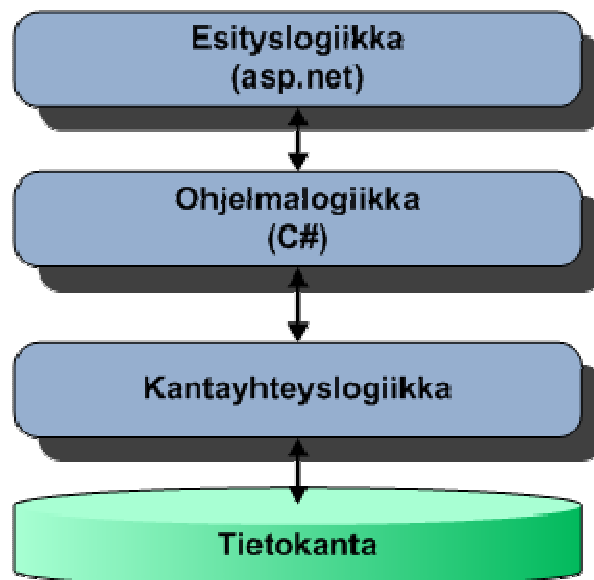 Esityslogiikka
(asp.net)
Ohjelmalogiikka
(C#)
Kantayhteyslogiikka
Tietokanta